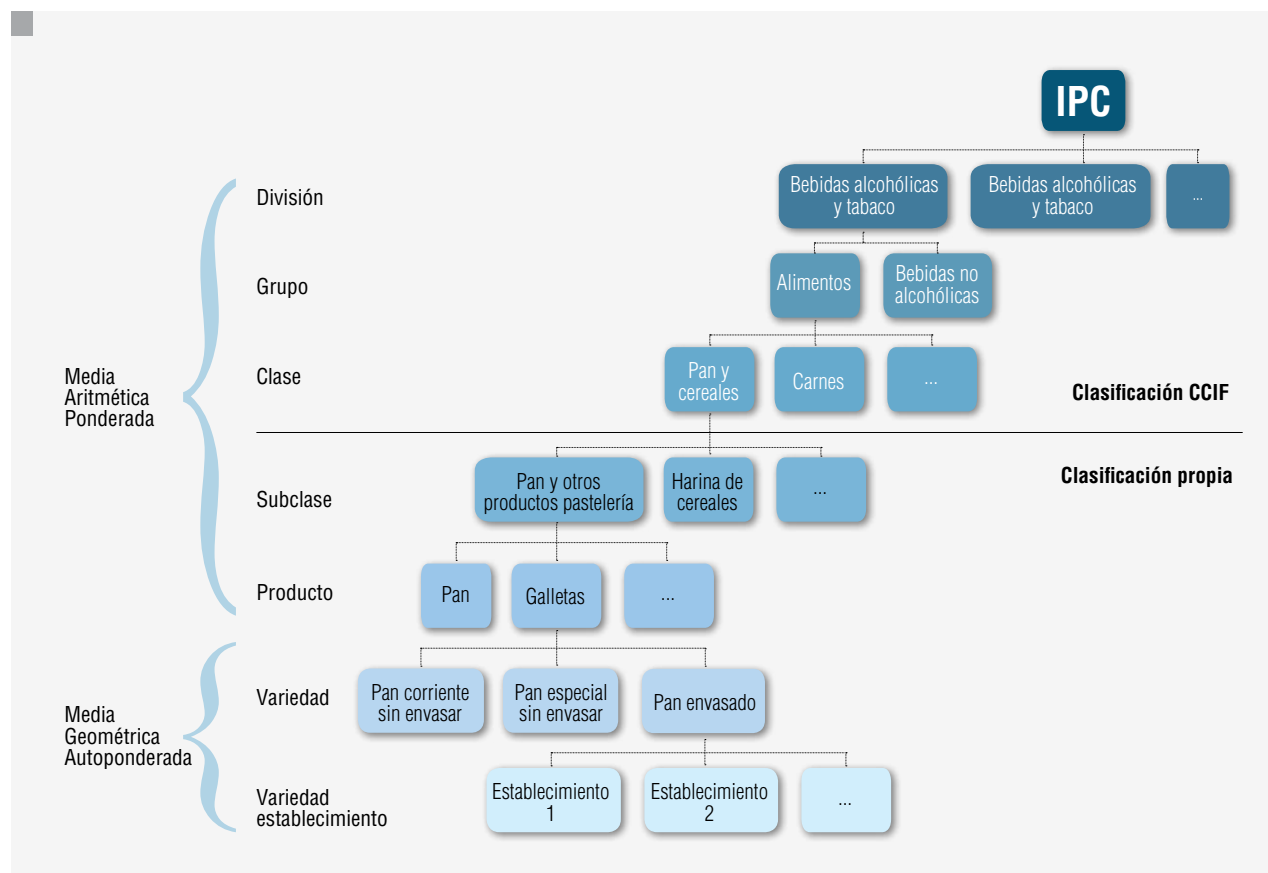 IPC
División
Bebidas alcohólicas
y tabaco
Bebidas alcohólicas
y tabaco
...
Grupo
Alimentos
Bebidas no
alcohólicas
Clase
Pan y
cereales
Carnes
...
Media
Aritmética
Ponderada
Clasificación CCIF
Clasificación propia
Subclase
Pan y otros
productos pastelería
Harina de
cereales
...
Producto
Pan
Galletas
...
Variedad
Pan corriente
sin envasar
Pan especial
sin envasar
Pan envasado
Media
Geométrica
Autoponderada
Variedad
establecimiento
Establecimiento
1
Establecimiento
2
...